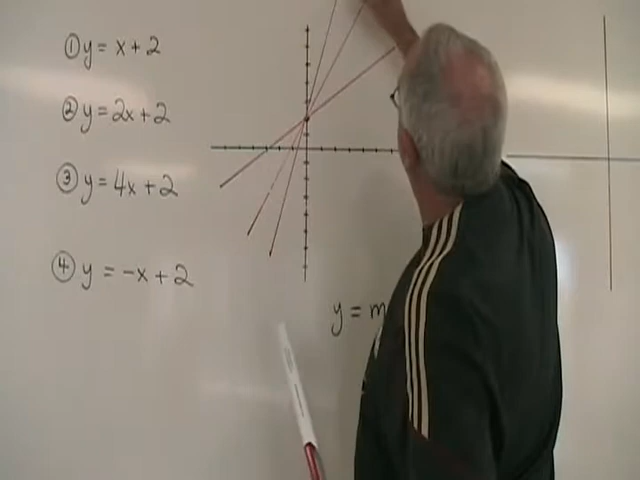 ① y = x + 2
② y = 2x + 2
③ y = 4x + 2
④ y = -x + 2
y = m